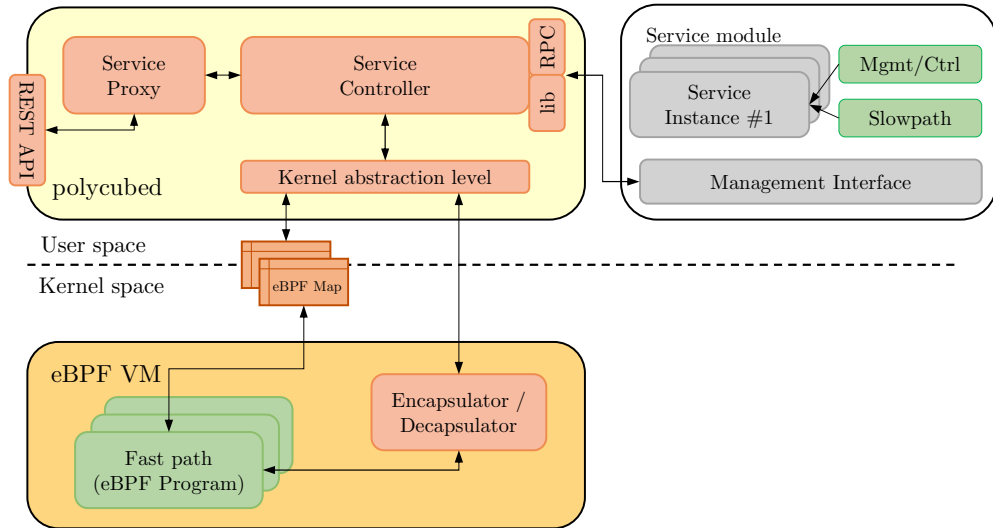 Service
Proxy
Service
Controller
RPC
lib
REST API
Kernel abstraction level
polycubed
Service module
Service
Instance #1
Mgmt/Ctrl
Slowpath
Management Interface
User space
Kernel space
eBPF Map
eBPF VM
Encapsulator /
Decapsulator
Fast path
(eBPF Program)